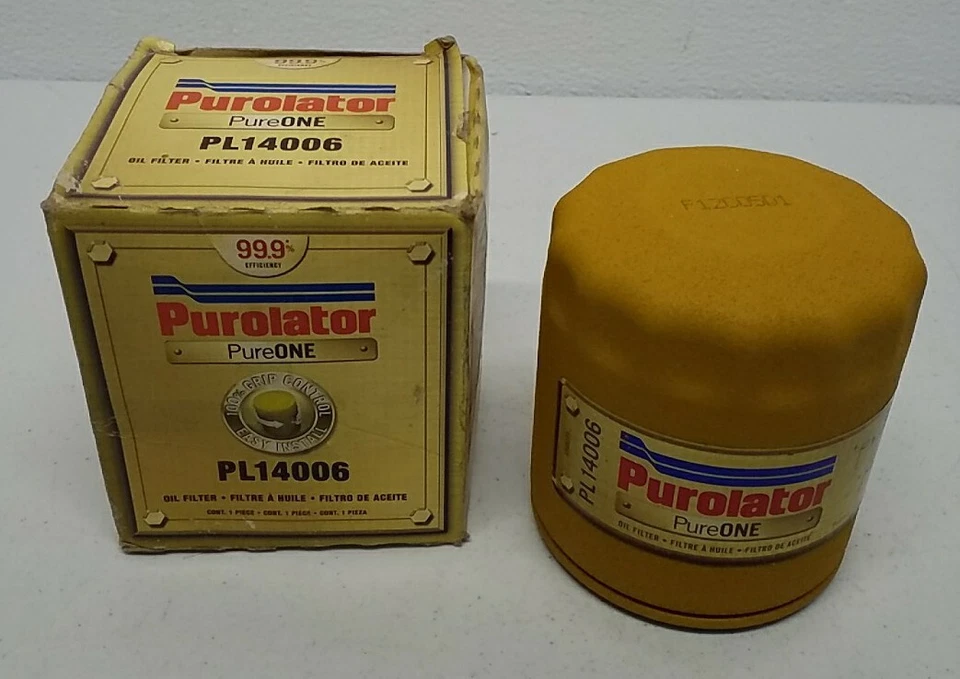 99.9%
EFFICIENCY
Purolator
PureONE
PL14006
OIL FILTER • FILTRE À HUILE • FILTRO DE ACEITE
99.9%
EFFICIENCY
Purolator
PureONE
100% GRIP CONTROL
EASY INSTALL
PL14006
OIL FILTER • FILTRE À HUILE • FILTRO DE ACEITE
CONT. 1 PIECE • CONT. 1 PIECE • CONT. 1 PIEZA
PL14006
Purolator
PureONE
OIL FILTER • FILTRE À HUILE • FILTRO DE ACEITE